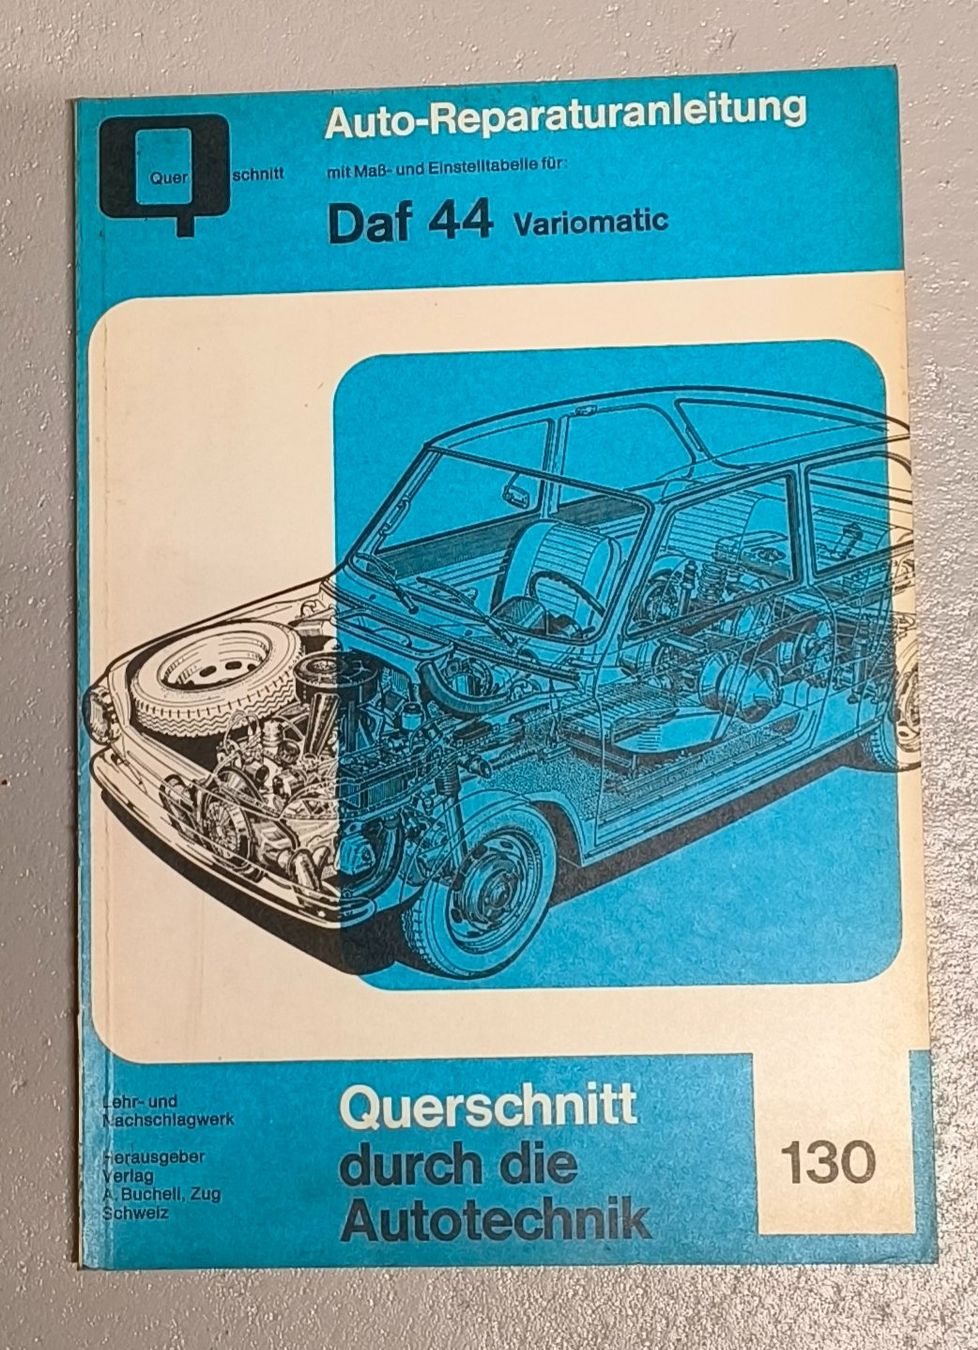 Quer schnitt
Auto-Reparaturanleitung
mit Maß- und Einstelltabelle für:
Daf 44 Variomatic
Lehr- und
Nachschlagwerk
Herausgeber
Verlag
A. Bucheli, Zug
Schweiz
Querschnitt
durch die
Autotechnik
130